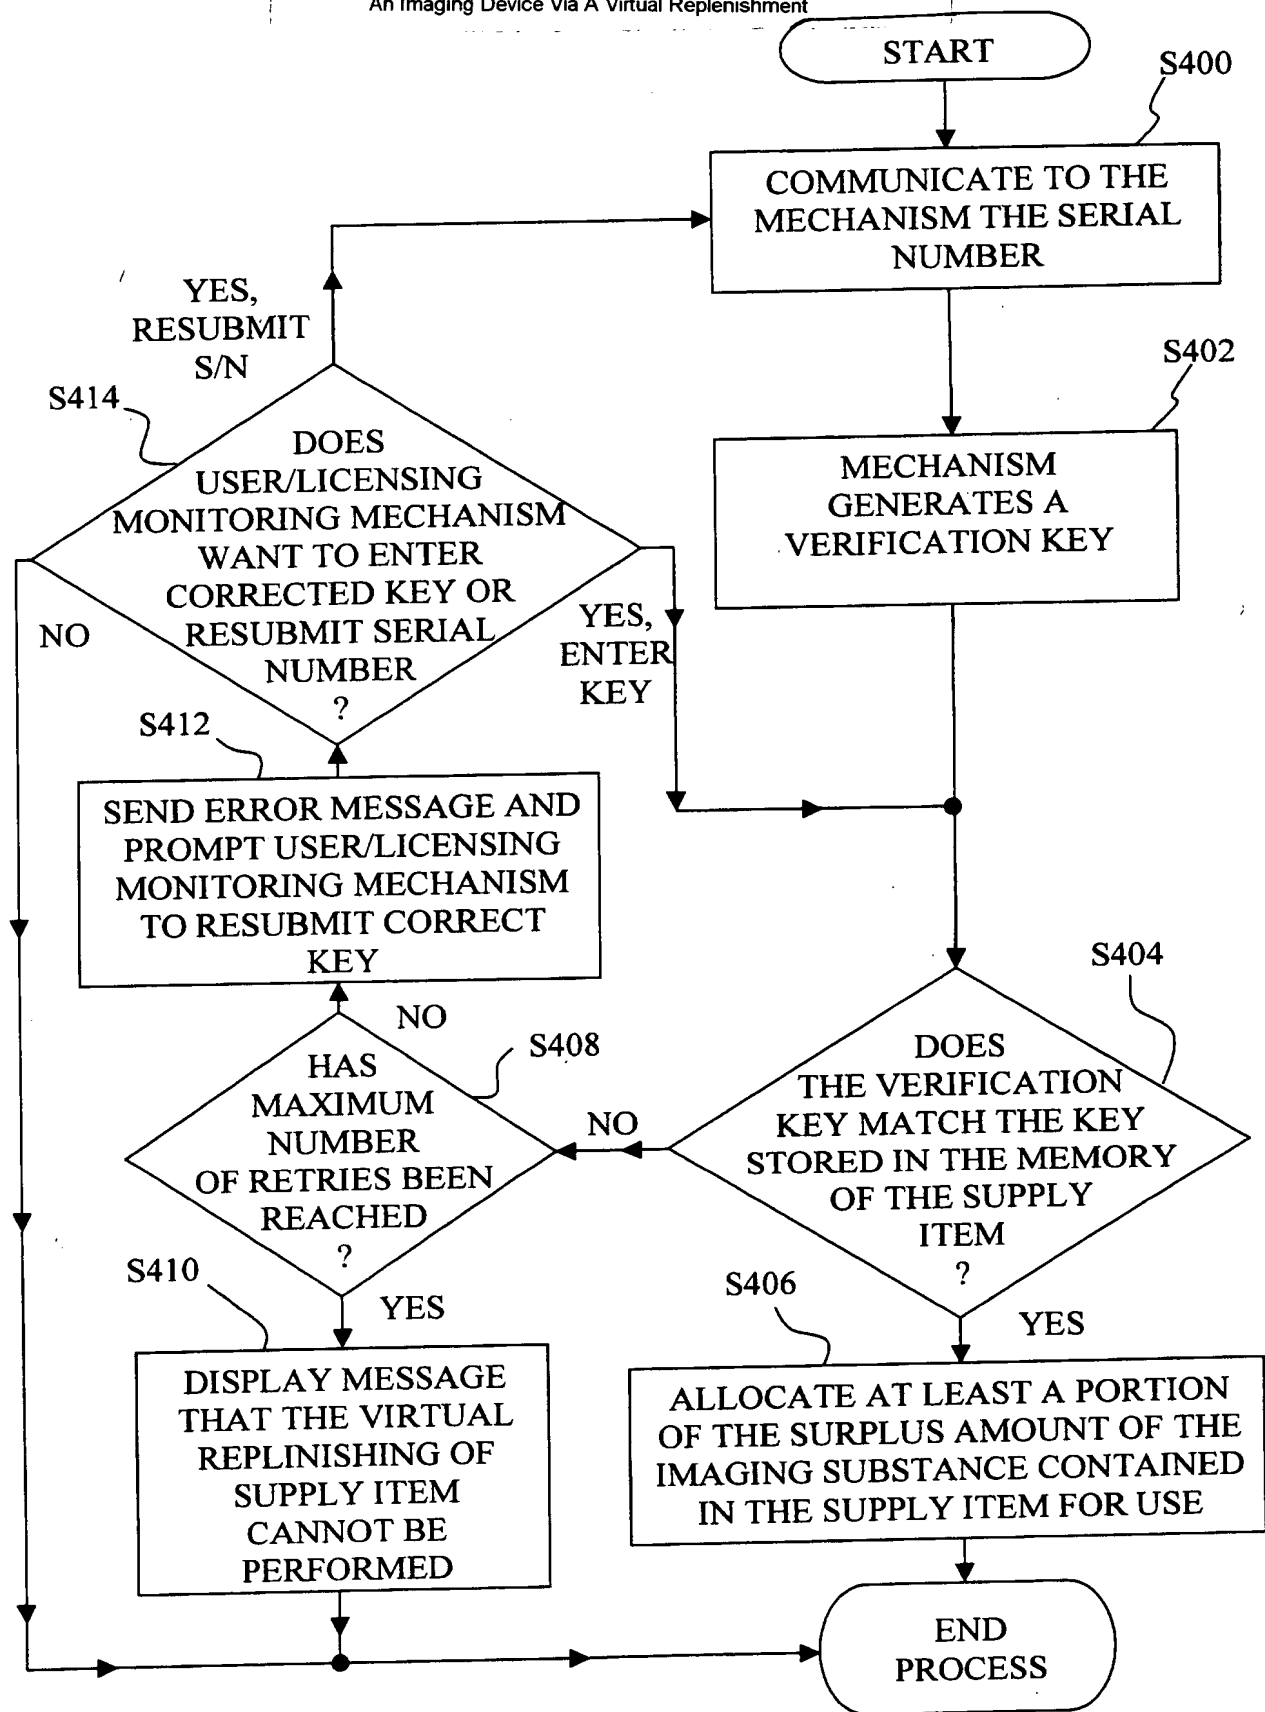 An Imaging Device Via A Virtual Replenishment
START
S400
COMMUNICATE TO THE
MECHANISM THE SERIAL
NUMBER
YES,
RESUBMIT
S/N
S402
MECHANISM
GENERATES A
VERIFICATION KEY
S414
DOES
USER/LICENSING
MONITORING MECHANISM
WANT TO ENTER
CORRECTED KEY OR
RESUBMIT SERIAL
NUMBER
?
NO
YES,
ENTER
KEY
S412
SEND ERROR MESSAGE AND
PROMPT USER/LICENSING
MONITORING MECHANISM
TO RESUBMIT CORRECT
KEY
NO
S408
HAS
MAXIMUM
NUMBER
OF RETRIES BEEN
REACHED
?
NO
S404
DOES
THE VERIFICATION
KEY MATCH THE KEY
STORED IN THE MEMORY
OF THE SUPPLY
ITEM
?
S410
YES
DISPLAY MESSAGE
THAT THE VIRTUAL
REPLINISHING OF
SUPPLY ITEM
CANNOT BE
PERFORMED
S406
YES
ALLOCATE AT LEAST A PORTION
OF THE SURPLUS AMOUNT OF THE
IMAGING SUBSTANCE CONTAINED
IN THE SUPPLY ITEM FOR USE
END
PROCESS